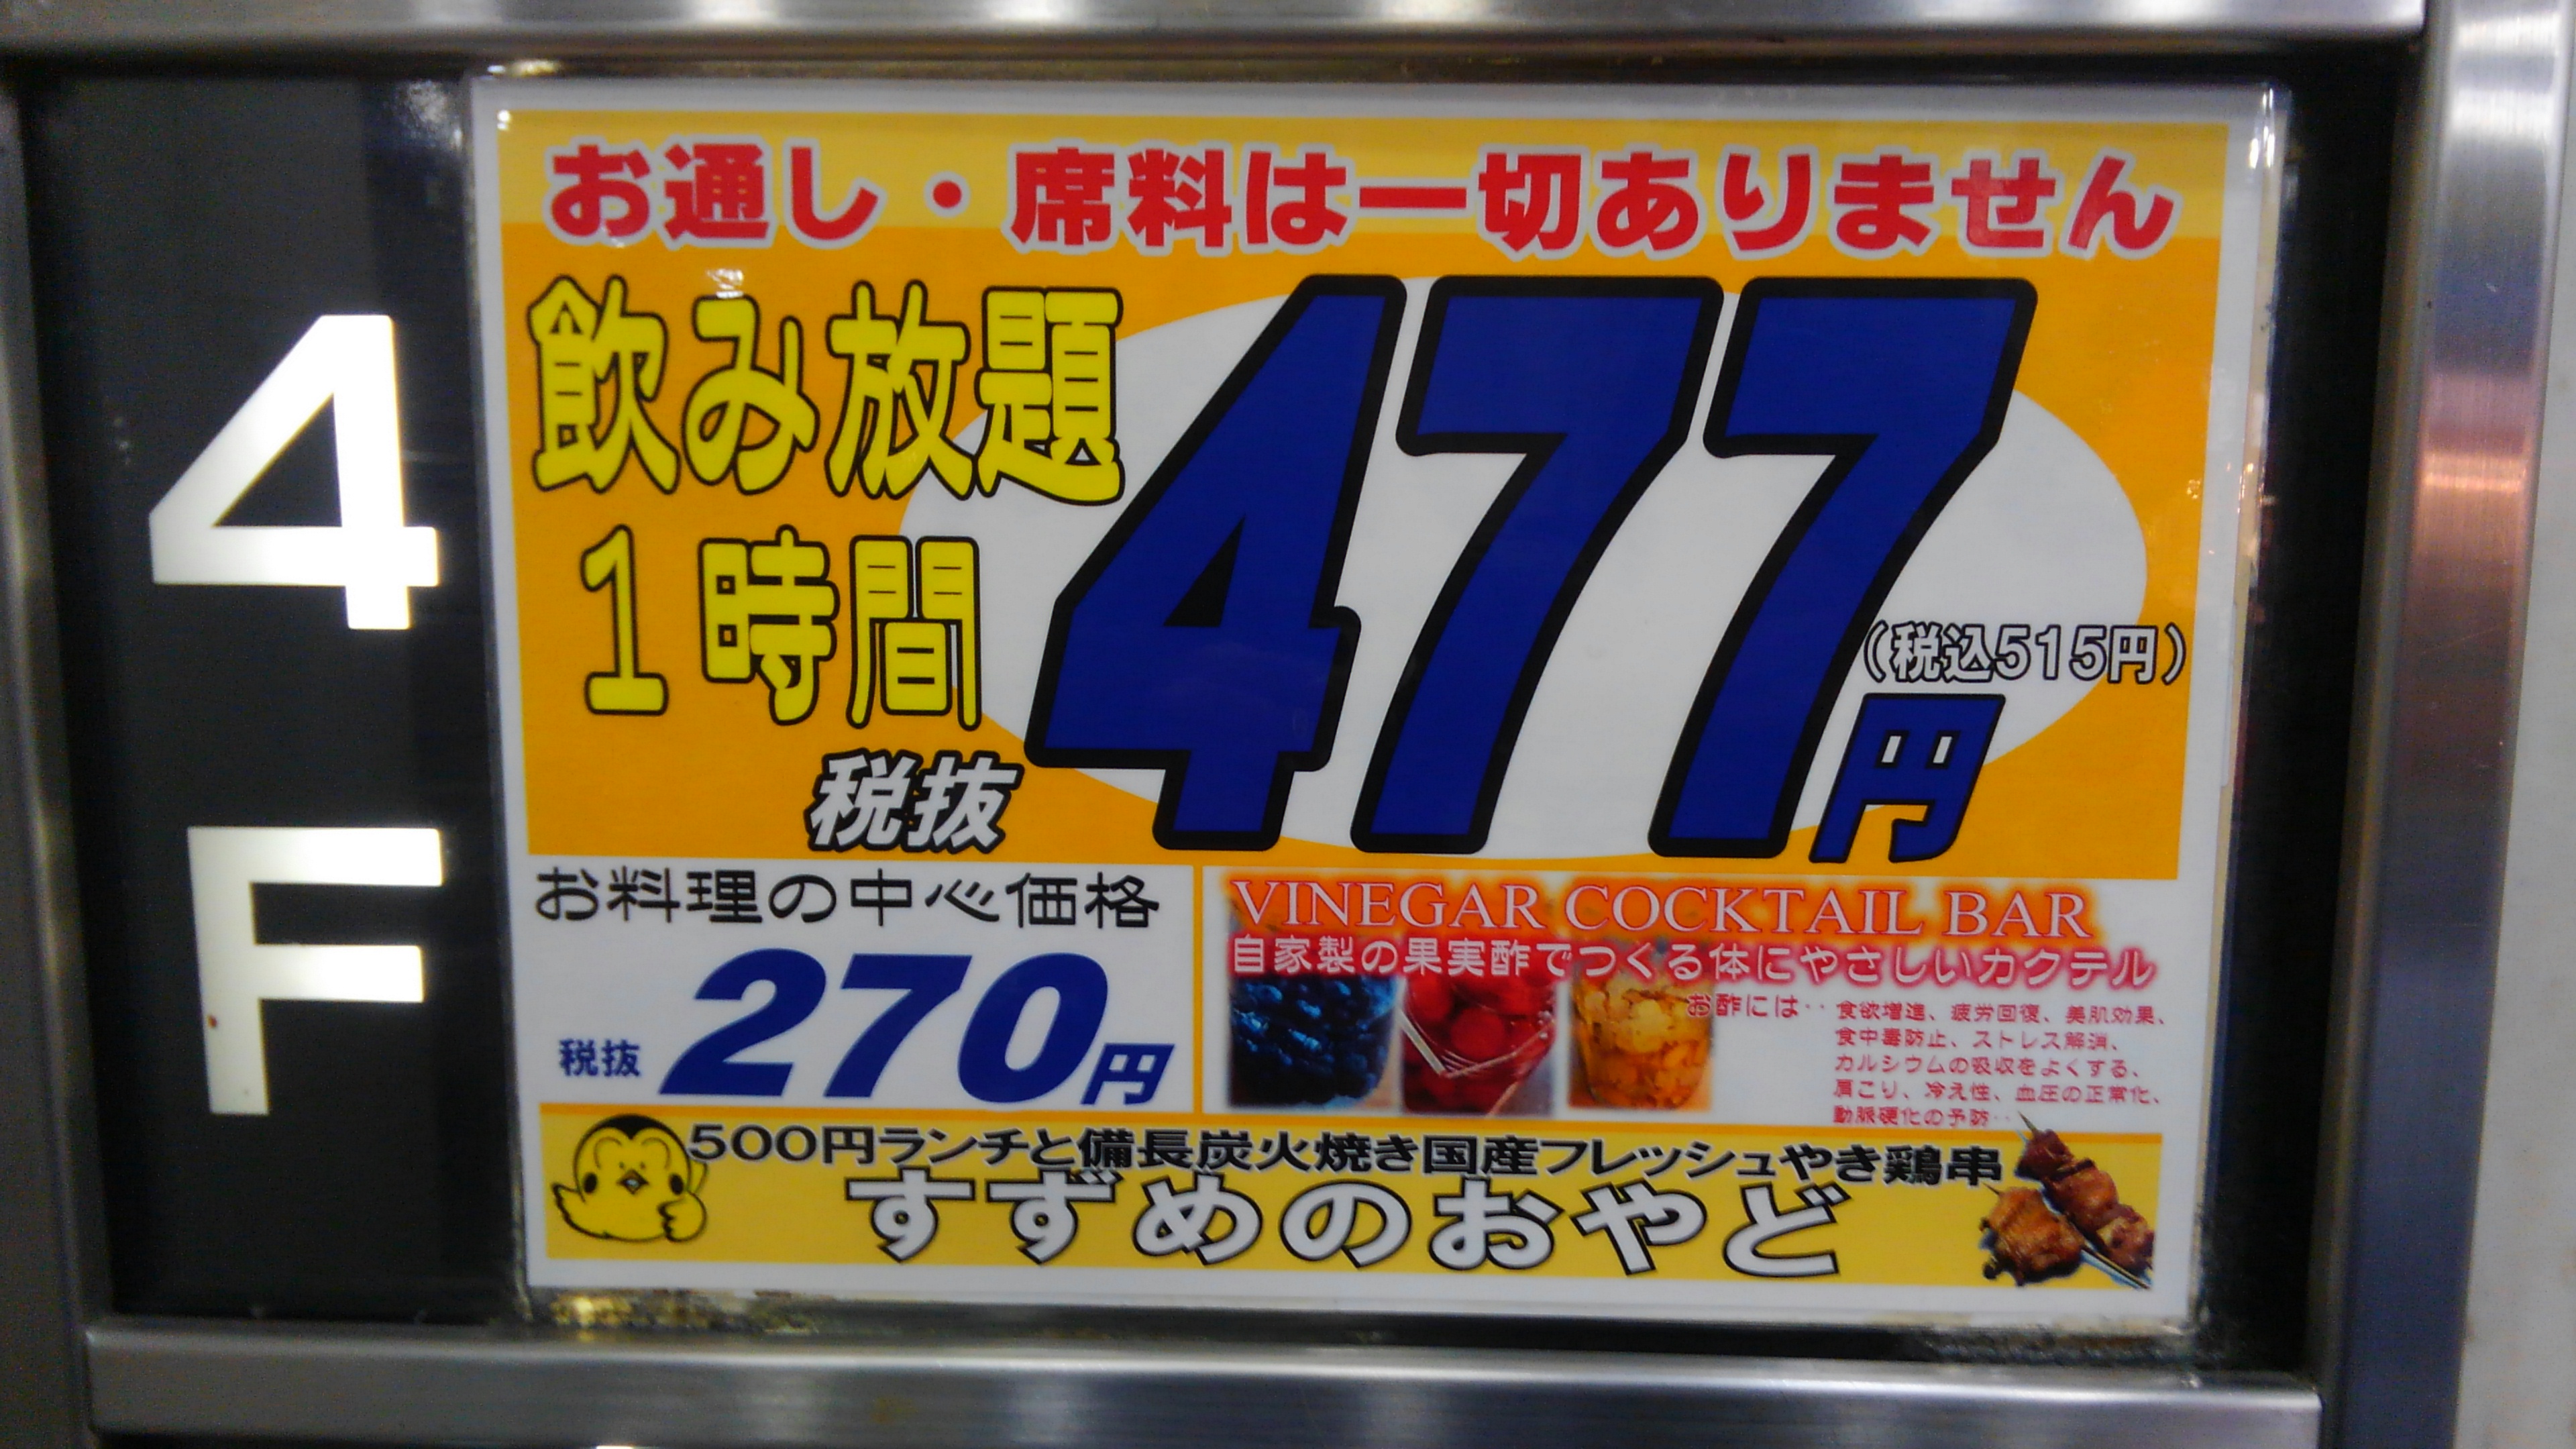 4
F
お通し・席料は一切ありません
飲み放題
1時間
税抜
477円
(税込515円)
お料理の中心価格
税抜 270円
VINEGAR COCKTAIL BAR
自家製の果実酢でつくる体にやさしいカクテル
お酢には‥食欲増進、疲労回復、美肌効果、
食中毒防止、ストレス解消、
カルシウムの吸収をよくする、
肩こり、冷え性、血圧の正常化、
動脈硬化の予防‥
500円ランチと備長炭火焼き国産フレッシュやき鶏串
すずめのおやど